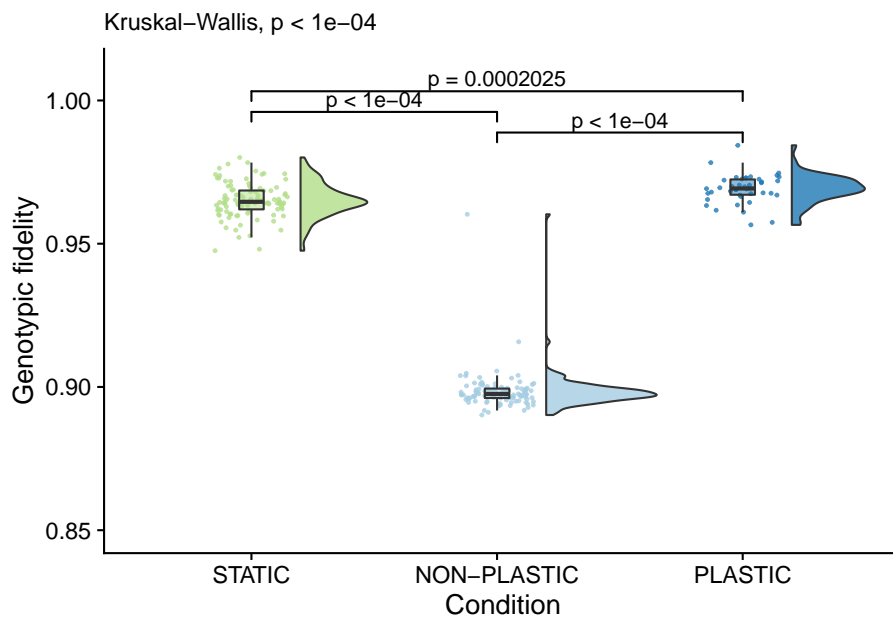 Kruskal−Wallis, p < 1e−04
p = 0.0002025
p < 1e−04
p < 1e−04
1.00
0.95
0.90
0.85
Genotypic fidelity
STATIC
NON−PLASTIC
PLASTIC
Condition